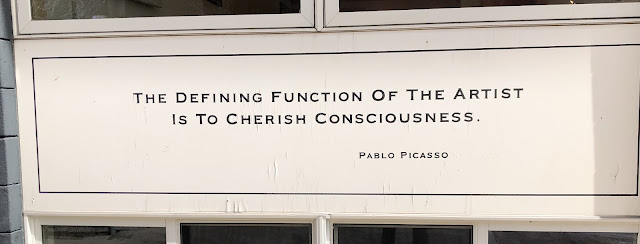 THE DEFINING FUNCTION OF THE ARTIST
IS TO CHERISH CONSCIOUSNESS.
PABLO PICASSO